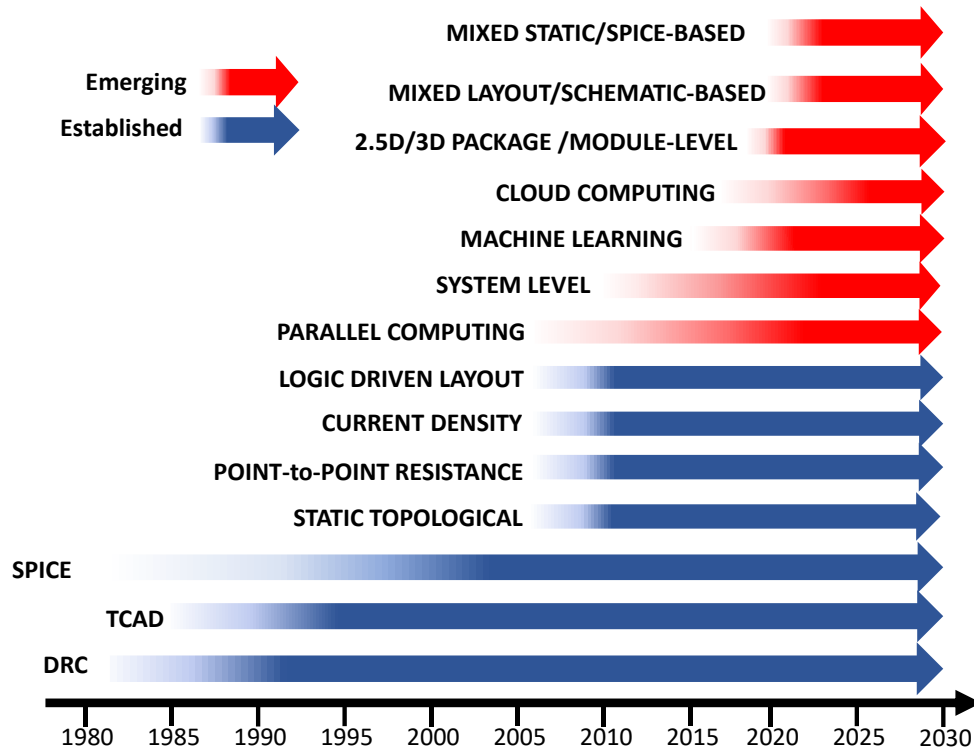 MIXED STATIC/SPICE-BASED
Emerging
MIXED LAYOUT/SCHEMATIC-BASED
Established
2.5D/3D PACKAGE /MODULE-LEVEL
CLOUD COMPUTING
MACHINE LEARNING
SYSTEM LEVEL
PARALLEL COMPUTING
LOGIC DRIVEN LAYOUT
CURRENT DENSITY
POINT-to-POINT RESISTANCE
STATIC TOPOLOGICAL
SPICE
TCAD
DRC
1980 1985 1990 1995 2000 2005 2010 2015 2020 2025 2030